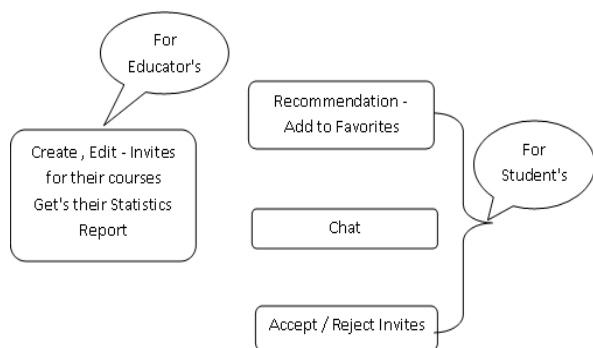 For
Educator's
Create , Edit - Invites
for their courses
Get's their Statistics
Report
Recommendation -
Add to Favorites
Chat
Accept / Reject Invites
For
Student's